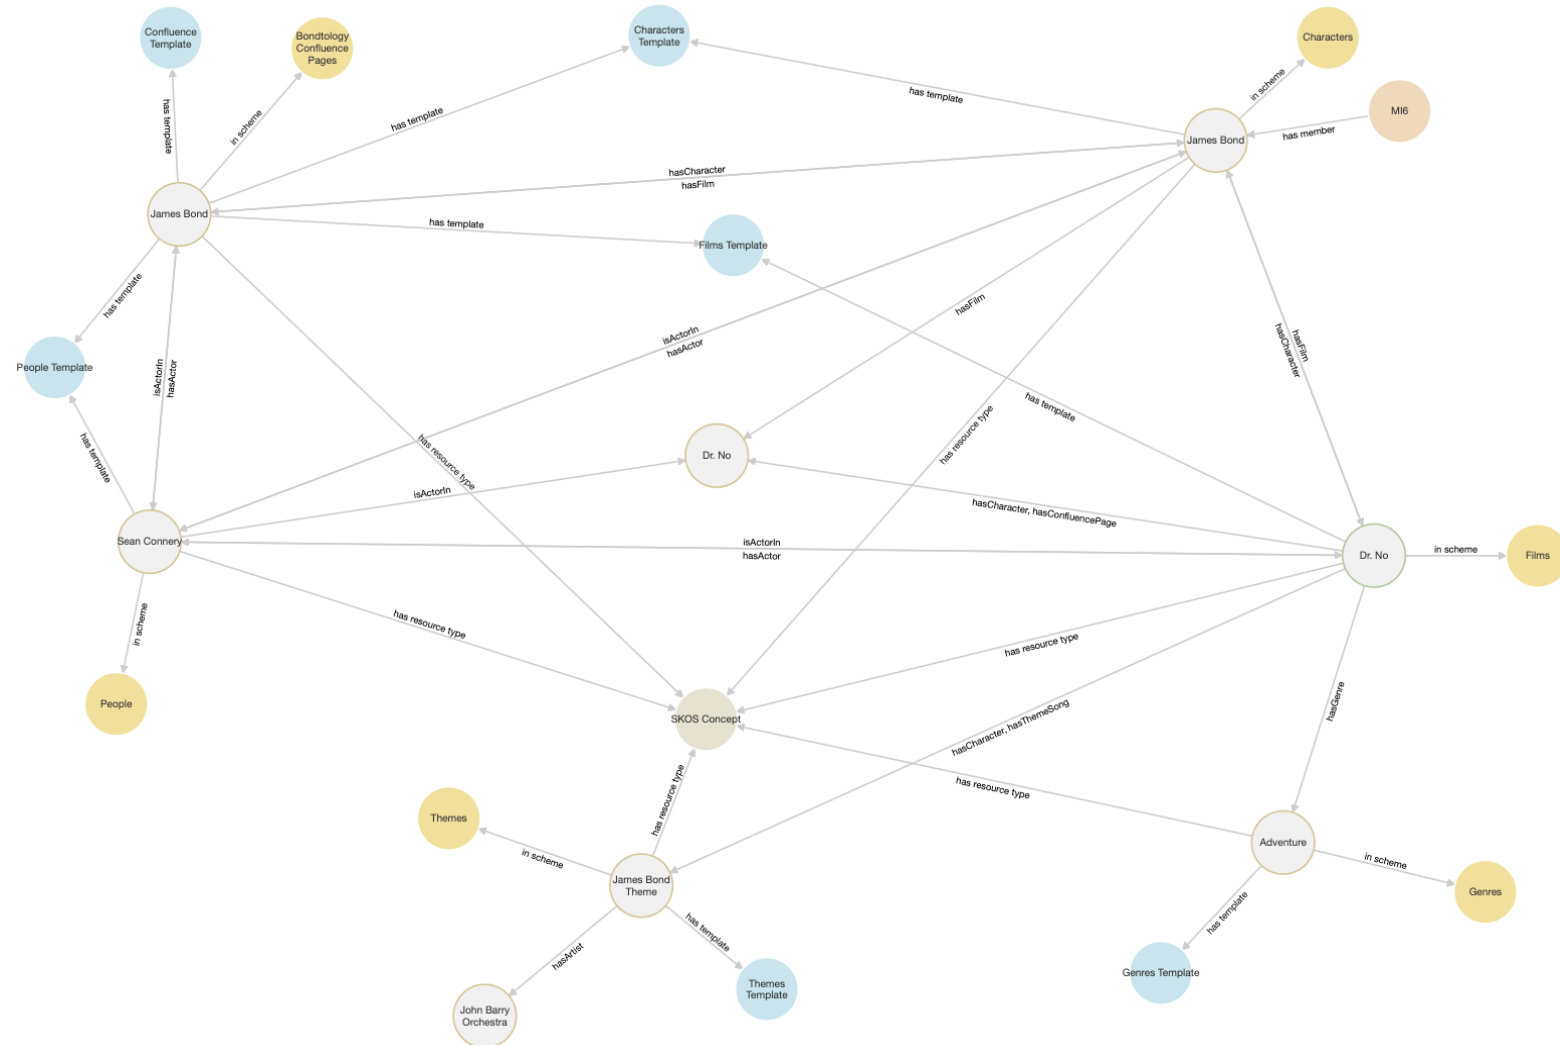 Confluence
Template
Bondtology
Confluence
Pages
Characters
Template
Characters
MI6
has template
in scheme
has template
has template
in scheme
has member
James Bond
James Bond
hasCharacter
hasFilm
has template
Films Template
has template
hasFilm
isActorIn
hasActor
hasFilm
hasCharacter
People Template
isActorIn
hasActor
has template
has template
has resource type
has resource type
Dr. No
isActorIn
hasCharacter, hasConfluencePage
Sean Connery
isActorIn
hasActor
Dr. No
in scheme
Films
in scheme
has resource type
has resource type
People
SKOS Concept
hasCharacter, hasThemeSong
hasGenre
has resource type
has resource type
Themes
in scheme
Adventure
in scheme
Genres
James Bond
Theme
has template
has template
hasArtist
Genres Template
Themes
Template
John Barry
Orchestra